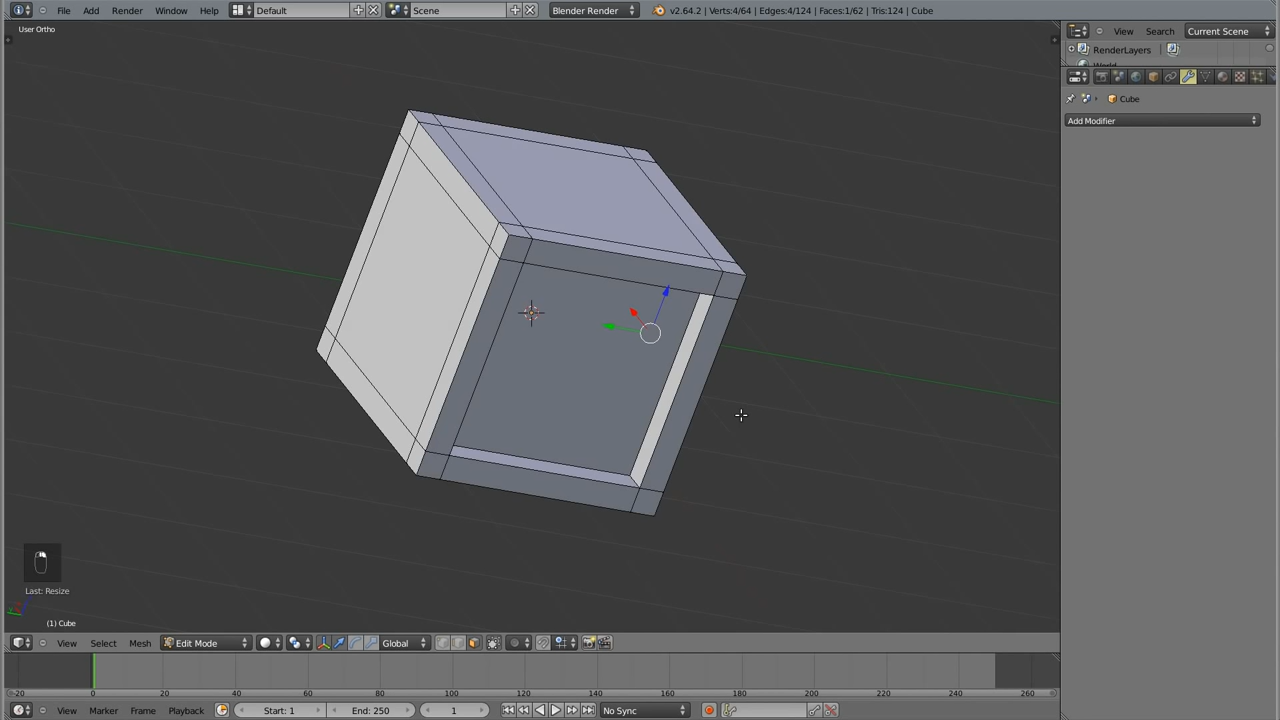 File Add Render Window Help Default Scene Blender Render v2.64.2 | Verts:4/64 | Edges:4/124 | Faces:1/62 | Tris:124 | Cube
User Ortho
View Search Current Scene
RenderLayers
World
Cube
Add Modifier
Last: Resize
(1) Cube
View Select Mesh Edit Mode Global
-20 0 20 40 60 80 100 120 140 160 180 200 220 240 260
View Marker Frame Playback Start: 1 End: 250 1 No Sync